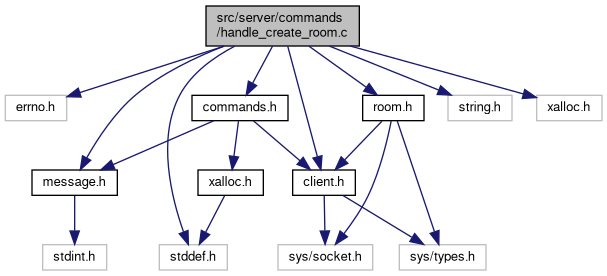 src/server/commands
/handle_create_room.c
errno.h
commands.h
room.h
string.h
xalloc.h
message.h
xalloc.h
client.h
stdint.h
stddef.h
sys/socket.h
sys/types.h